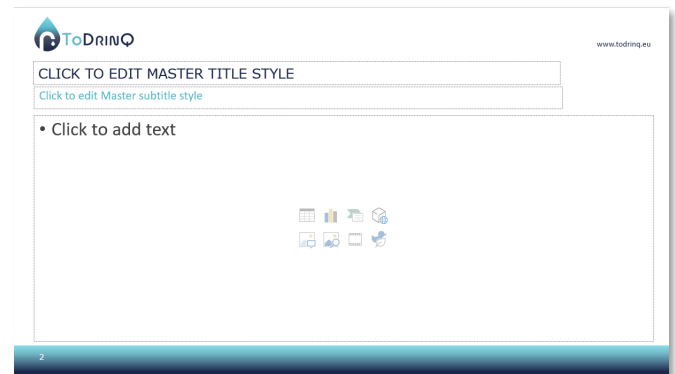 ToDrinQ
www.todrinq.eu
CLICK TO EDIT MASTER TITLE STYLE
Click to edit Master subtitle style
• Click to add text
2